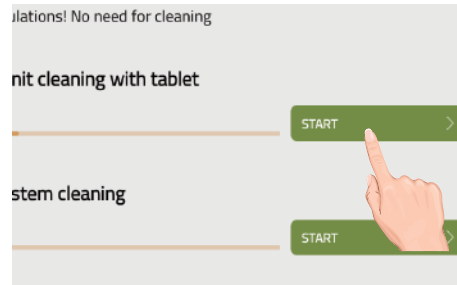 ulations! No need for cleaning
nit cleaning with tablet
START
stem cleaning
START